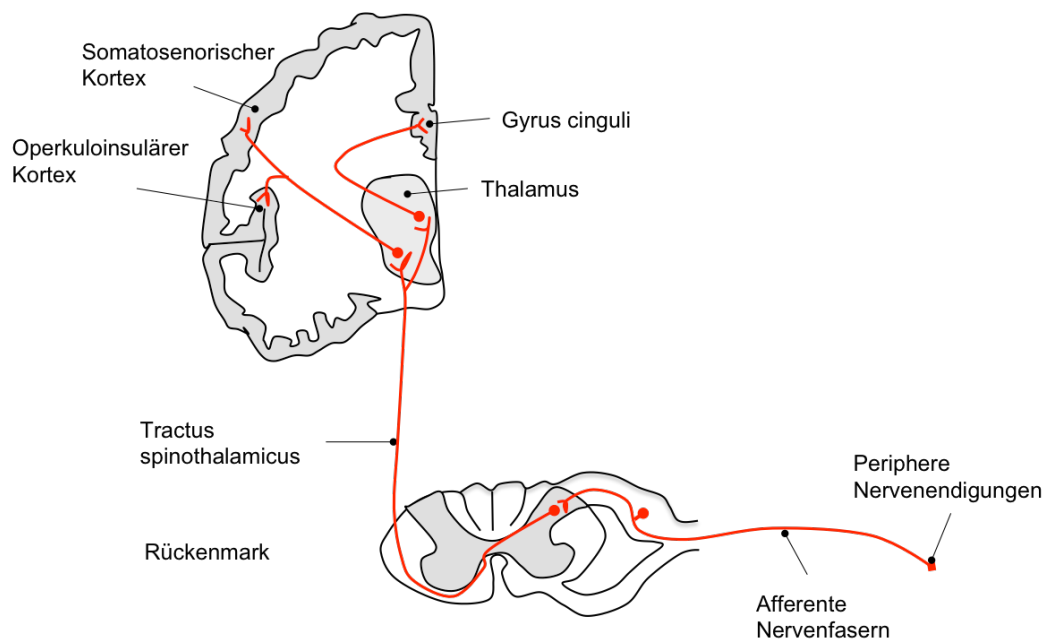 Somatosenorischer
Kortex
Gyrus cinguli
Operkuloinsulärer
Kortex
Thalamus
Tractus
spinothalamicus
Periphere
Nervenendigungen
Rückenmark
Afferente
Nervenfasern